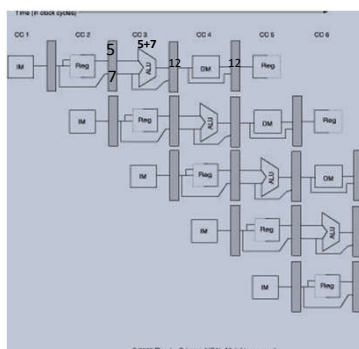 Time (in clock cycles)
CC 1 CC 2 CC 3 CC 4 CC 5 CC 6
5 5+7
IM Reg 7 ALU 12 DM 12 Reg
IM Reg ALU DM Reg
IM Reg ALU DM
IM Reg ALU
IM Reg